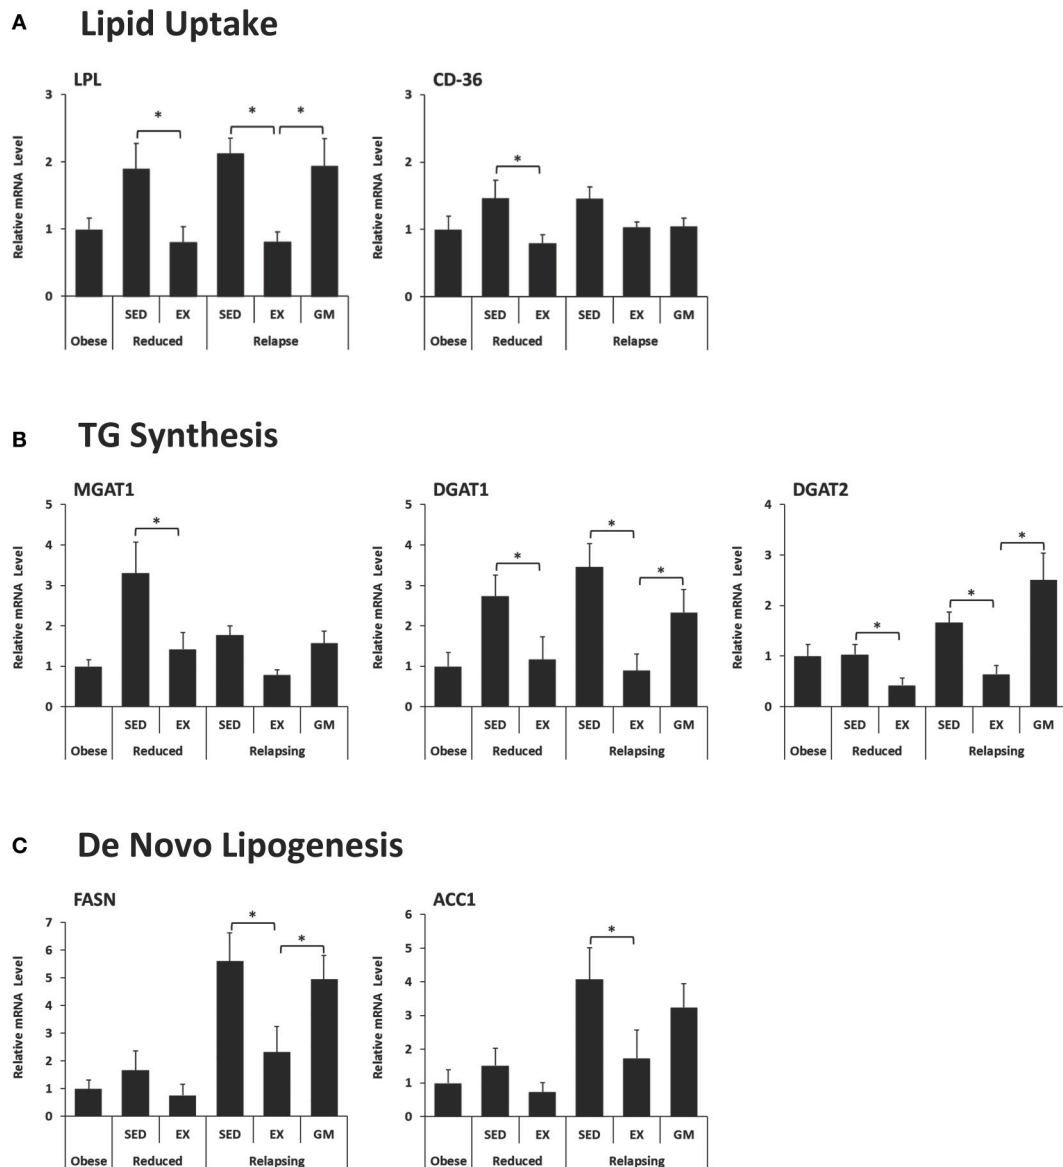 A Lipid Uptake
LPL
Relative mRNA Level
3
2
1
0
*
*
*
SED EX SED EX GM
Obese Reduced Relapse
CD-36
Relative mRNA Level
3
2
1
0
*
SED EX SED EX GM
Obese Reduced Relapse
B TG Synthesis
MGAT1
Relative mRNA Level
5
4
3
2
1
0
*
SED EX SED EX GM
Obese Reduced Relapsing
DGAT1
Relative mRNA Level
5
4
3
2
1
0
*
*
*
SED EX SED EX GM
Obese Reduced Relapsing
DGAT2
Relative mRNA Level
4
3
2
1
0
*
*
*
SED EX SED EX GM
Obese Reduced Relapsing
C De Novo Lipogenesis
FASN
Relative mRNA Level
7
6
5
4
3
2
1
0
*
*
SED EX SED EX GM
Obese Reduced Relapsing
ACC1
Relative mRNA Level
6
5
4
3
2
1
0
*
SED EX SED EX GM
Obese Reduced Relapsing